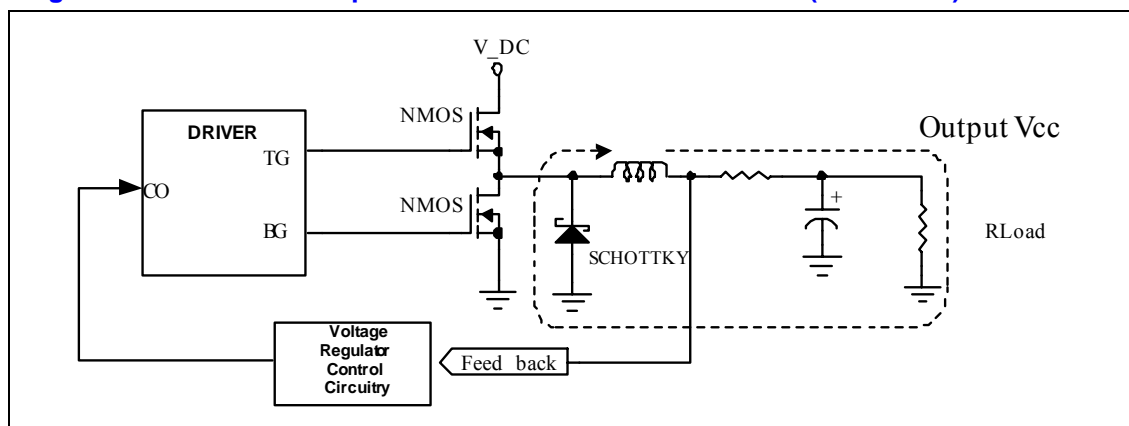 V_DC
NMOS
DRIVER
TG
CO
BG
NMOS
Output Vcc
+
SCHOTTKY
RLoad
Voltage
Regulator
Control
Circuitry
Feed back